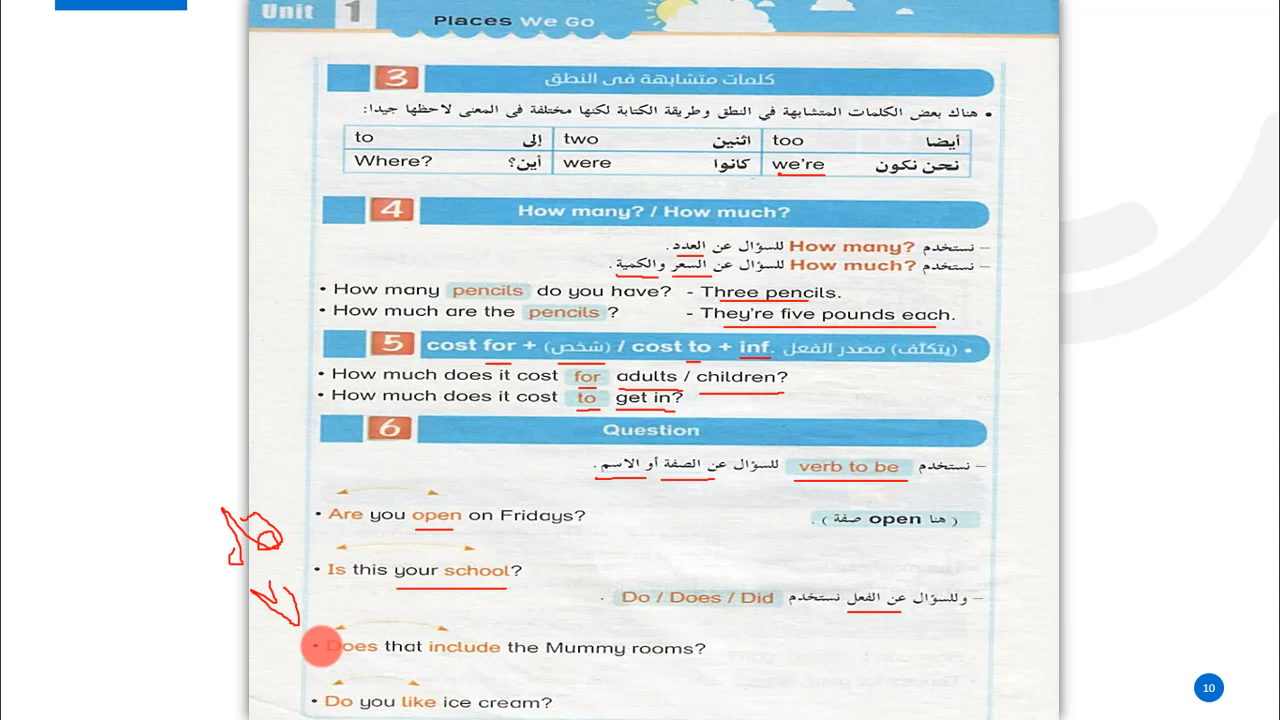 Unit 1 Places We Go
3 كلمات متشابهة فى النطق
• هناك بعض الكلمات المتشابهة في النطق وطريقة الكتابة لكنها مختلفة فى المعنى لاحظها جيدا:
to إلى two اثنين too أيضا
Where? أين؟ were كانوا we're نحن نكون
4 How many? / How much?
– نستخدم How many? للسؤال عن العدد.
– نستخدم How much? للسؤال عن السعر والكمية.
• How many pencils do you have? - Three pencils.
• How much are the pencils? - They're five pounds each.
5 cost for + (شخص) / cost to + inf. مصدر الفعل (يتكلّف) •
• How much does it cost for adults / children?
• How much does it cost to get in?
6 Question
– نستخدم verb to be للسؤال عن الصفة أو الاسم.
• Are you open on Fridays? (هنا open صفة).
• Is this your school?
– وللسؤال عن الفعل نستخدم Do / Does / Did.
• Does that include the Mummy rooms?
• Do you like ice cream?
10